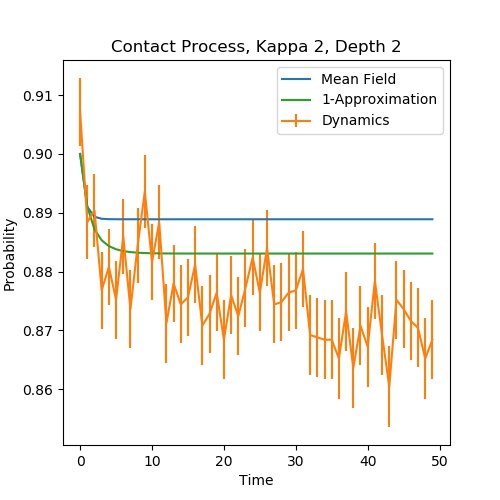 Contact Process, Kappa 2, Depth 2
Mean Field
1-Approximation
Dynamics
Probability
0.91
0.90
0.89
0.88
0.87
0.86
0 10 20 30 40 50
Time